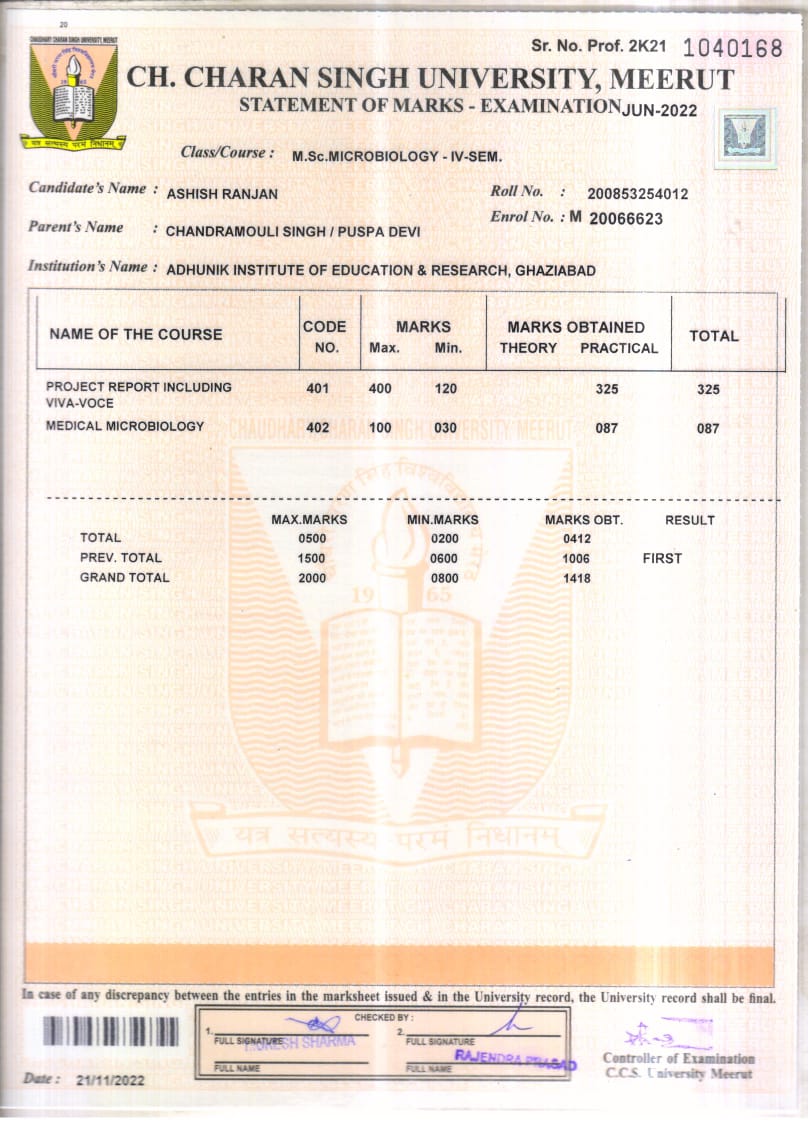 20
CHAUDHARY CHARAN SINGH UNIVERSITY, MEERUT
Sr. No. Prof. 2K21 1040168
CH. CHARAN SINGH UNIVERSITY, MEERUT
STATEMENT OF MARKS - EXAMINATION JUN-2022
यत्र सत्यस्य परमं निधानम्
Class/Course : M.Sc.MICROBIOLOGY - IV-SEM.
Candidate's Name : ASHISH RANJAN Roll No. : 200853254012
Enrol No. : M 20066623
Parent's Name : CHANDRAMOULI SINGH / PUSPA DEVI
Institution's Name : ADHUNIK INSTITUTE OF EDUCATION & RESEARCH, GHAZIABAD
NAME OF THE COURSE CODE NO. MARKS Max. Min. MARKS OBTAINED THEORY PRACTICAL TOTAL
PROJECT REPORT INCLUDING 401 400 120 325 325
VIVA-VOCE
MEDICAL MICROBIOLOGY 402 100 030 087 087
CHAUDHARY CHARAN SINGH UNIVERSITY MEERUT
MAX.MARKS MIN.MARKS MARKS OBT. RESULT
TOTAL 0500 0200 0412
PREV. TOTAL 1500 0600 1006 FIRST
GRAND TOTAL 2000 0800 1418
19 65
यत्र सत्यस्य परमं निधानम्
In case of any discrepancy between the entries in the marksheet issued & in the University record, the University record shall be final.
CHECKED BY :
1. 2.
FULL SIGNATURE SHARMA FULL SIGNATURE
RAJENDRA PRASAD
FULL NAME FULL NAME
Controller of Examination
C.C.S. University Meerut
Date : 21/11/2022